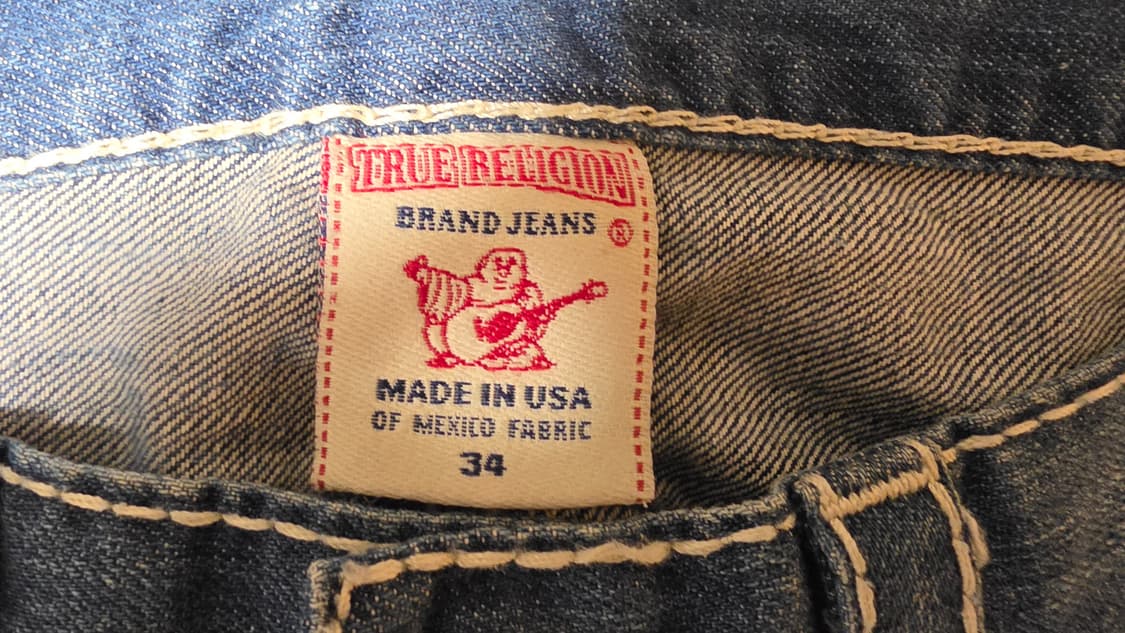 TRUE RELIGION
BRAND JEANS ®
MADE IN USA
OF MEXICO FABRIC
34